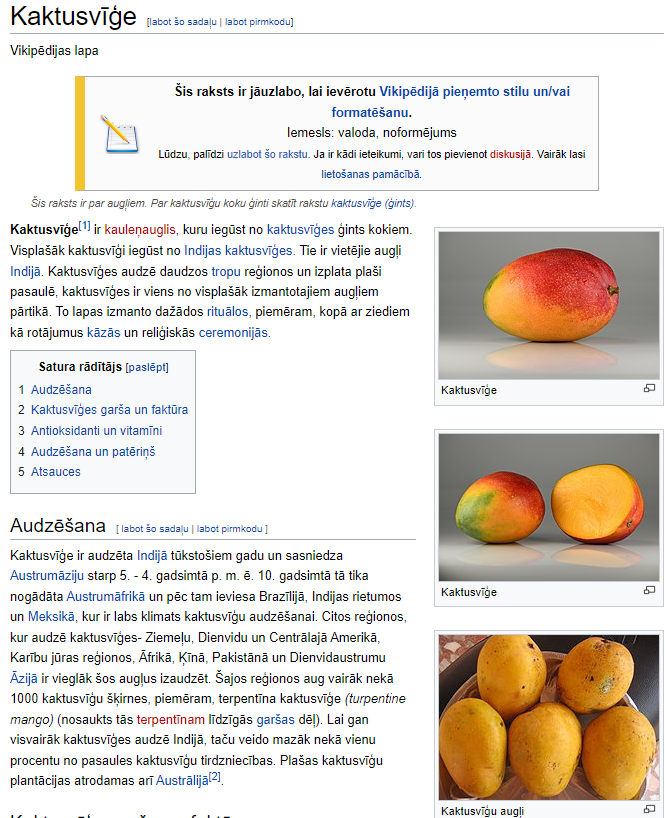 Kaktusvīģe [labot šo sadaļu | labot pirmkodu]
Vikipēdijas lapa
Šis raksts ir jāuzlabo, lai ievērotu Vikipēdijā pieņemto stilu un/vai
formatēšanu.
Iemesls: valoda, noformējums
Lūdzu, palīdzi uzlabot šo rakstu. Ja ir kādi ieteikumi, vari tos pievienot diskusijā. Vairāk lasi
lietošanas pamācībā.
Šis raksts ir par augļiem. Par kaktusvīģu koku ģinti skatīt rakstu kaktusvīģe (ģints).
Kaktusvīģe[1] ir kauleņauglis, kuru iegūst no kaktusvīģes ģints kokiem.
Visplašāk kaktusvīģi iegūst no Indijas kaktusvīģes. Tie ir vietējie augļi
Indijā. Kaktusvīģes audzē daudzos tropu reģionos un izplata plaši
pasaulē, kaktusvīģes ir viens no visplašāk izmantotajiem augļiem
pārtikā. To lapas izmanto dažādos rituālos, piemēram, kopā ar ziediem
kā rotājumus kāzās un reliģiskās ceremonijās.
Kaktusvīģe
Satura rādītājs [paslēpt]
1 Audzēšana
2 Kaktusvīģes garša un faktūra
3 Antioksidanti un vitamīni
4 Audzēšana un patēriņš
5 Atsauces
Kaktusvīģe
Audzēšana [ labot šo sadaļu | labot pirmkodu ]
Kaktusvīģe ir audzēta Indijā tūkstošiem gadu un sasniedza
Austrumāziju starp 5. - 4. gadsimtā p. m. ē. 10. gadsimtā tā tika
nogādāta Austrumāfrikā un pēc tam ieviesa Brazīlijā, Indijas rietumos
un Meksikā, kur ir labs klimats kaktusvīģu audzēšanai. Citos reģionos,
kur audzē kaktusvīģes- Ziemeļu, Dienvidu un Centrālajā Amerikā,
Karību jūras reģionos, Āfrikā, Ķīnā, Pakistānā un Dienvidaustrumu
Āzijā ir vieglāk šos augļus izaudzēt. Šajos reģionos aug vairāk nekā
1000 kaktusvīģu šķirnes, piemēram, terpentīna kaktusvīģe (turpentine
mango) (nosaukts tās terpentīnam līdzīgās garšas dēļ). Lai gan
visvairāk kaktusvīģes audzē Indijā, taču veido mazāk nekā vienu
procentu no pasaules kaktusvīģu tirdzniecības. Plašas kaktusvīģu
plantācijas atrodamas arī Austrālijā[2].
Kaktusvīģu augļi